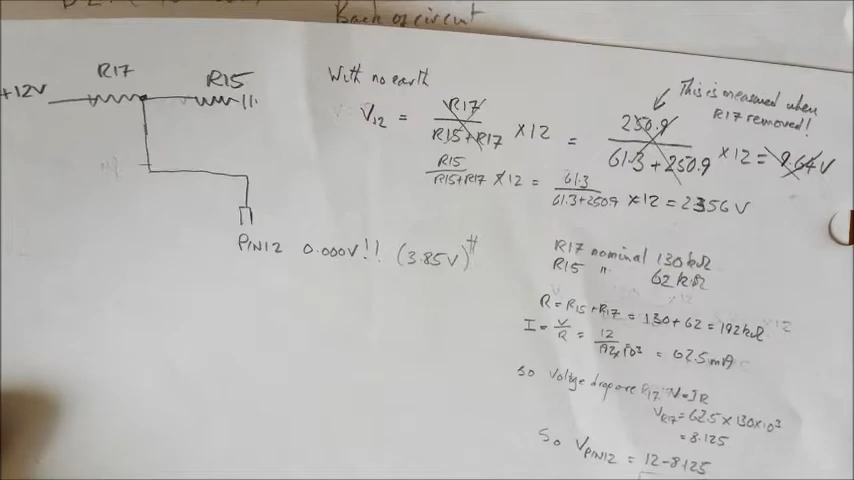 Back of circuit
R17
R15
+12V
With no earth
V12 = R17 / R15+R17 × 12 = 250.9 / 61.3 + 250.9 × 12 = 9.64V
This is measured when
R17 removed!
R15 / R15+R17 × 12 = 61.3 / 61.3+250.9 × 12 = 2.356 V
PIN12 0.000V!! (3.85V)#
R17 nominal 130kΩ
R15 " 62kΩ
R = R15+R17 = 130+62 = 192kΩ
I = V/R = 12 / 192×10³ = 62.5mA
so voltage drop over R17: V=IR
VR17 = 62.5 × 130×10³
= 8.125
So VPIN12 = 12-8.125